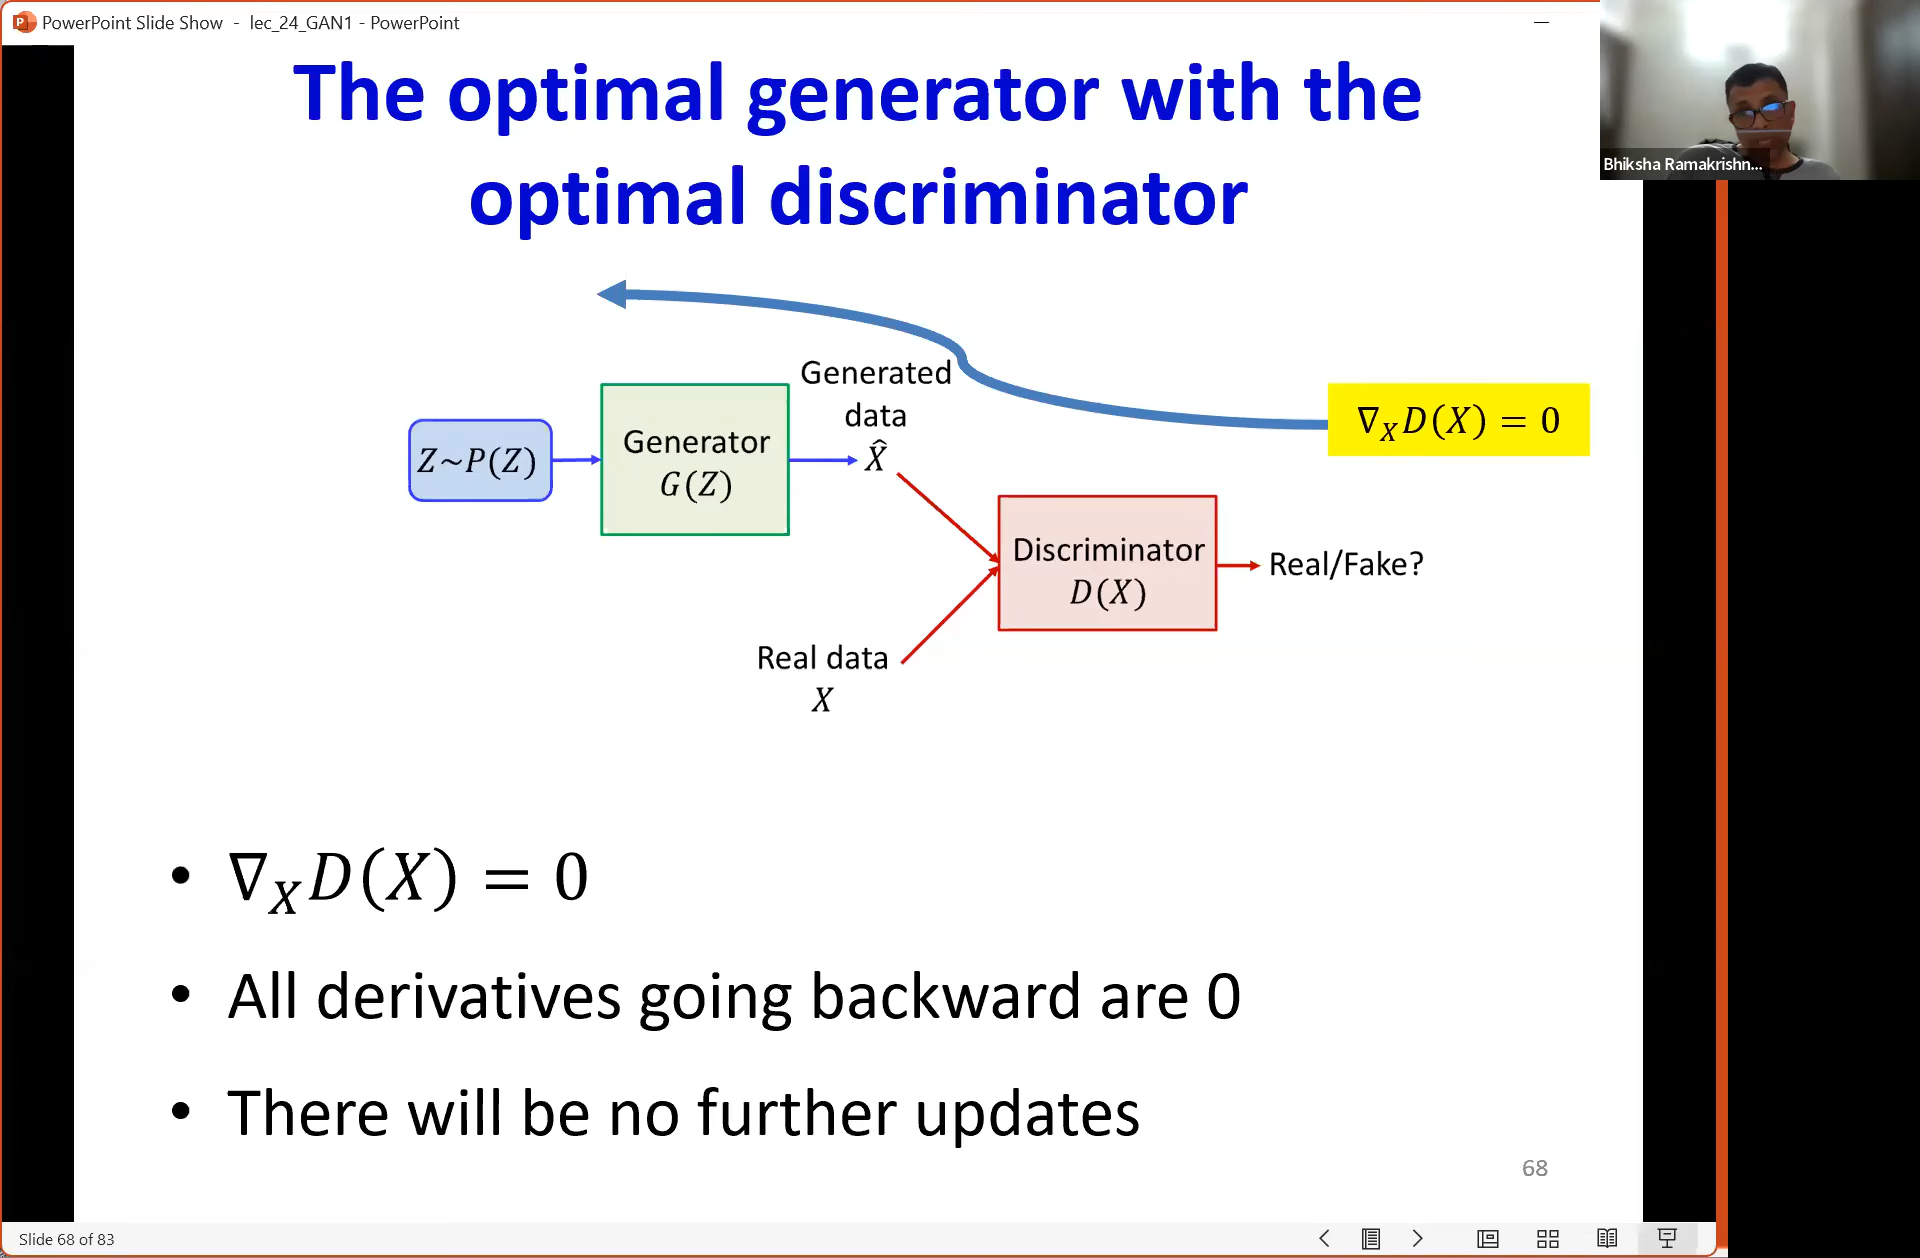 PowerPoint Slide Show - lec_24_GAN1 - PowerPoint
Bhiksha Ramakrishn...
The optimal generator with the
optimal discriminator
Generated
data
X̂
∇_X D(X) = 0
Z~P(Z)
Generator
G(Z)
Discriminator
D(X)
Real/Fake?
Real data
X
• ∇_X D(X) = 0
• All derivatives going backward are 0
• There will be no further updates
68
Slide 68 of 83